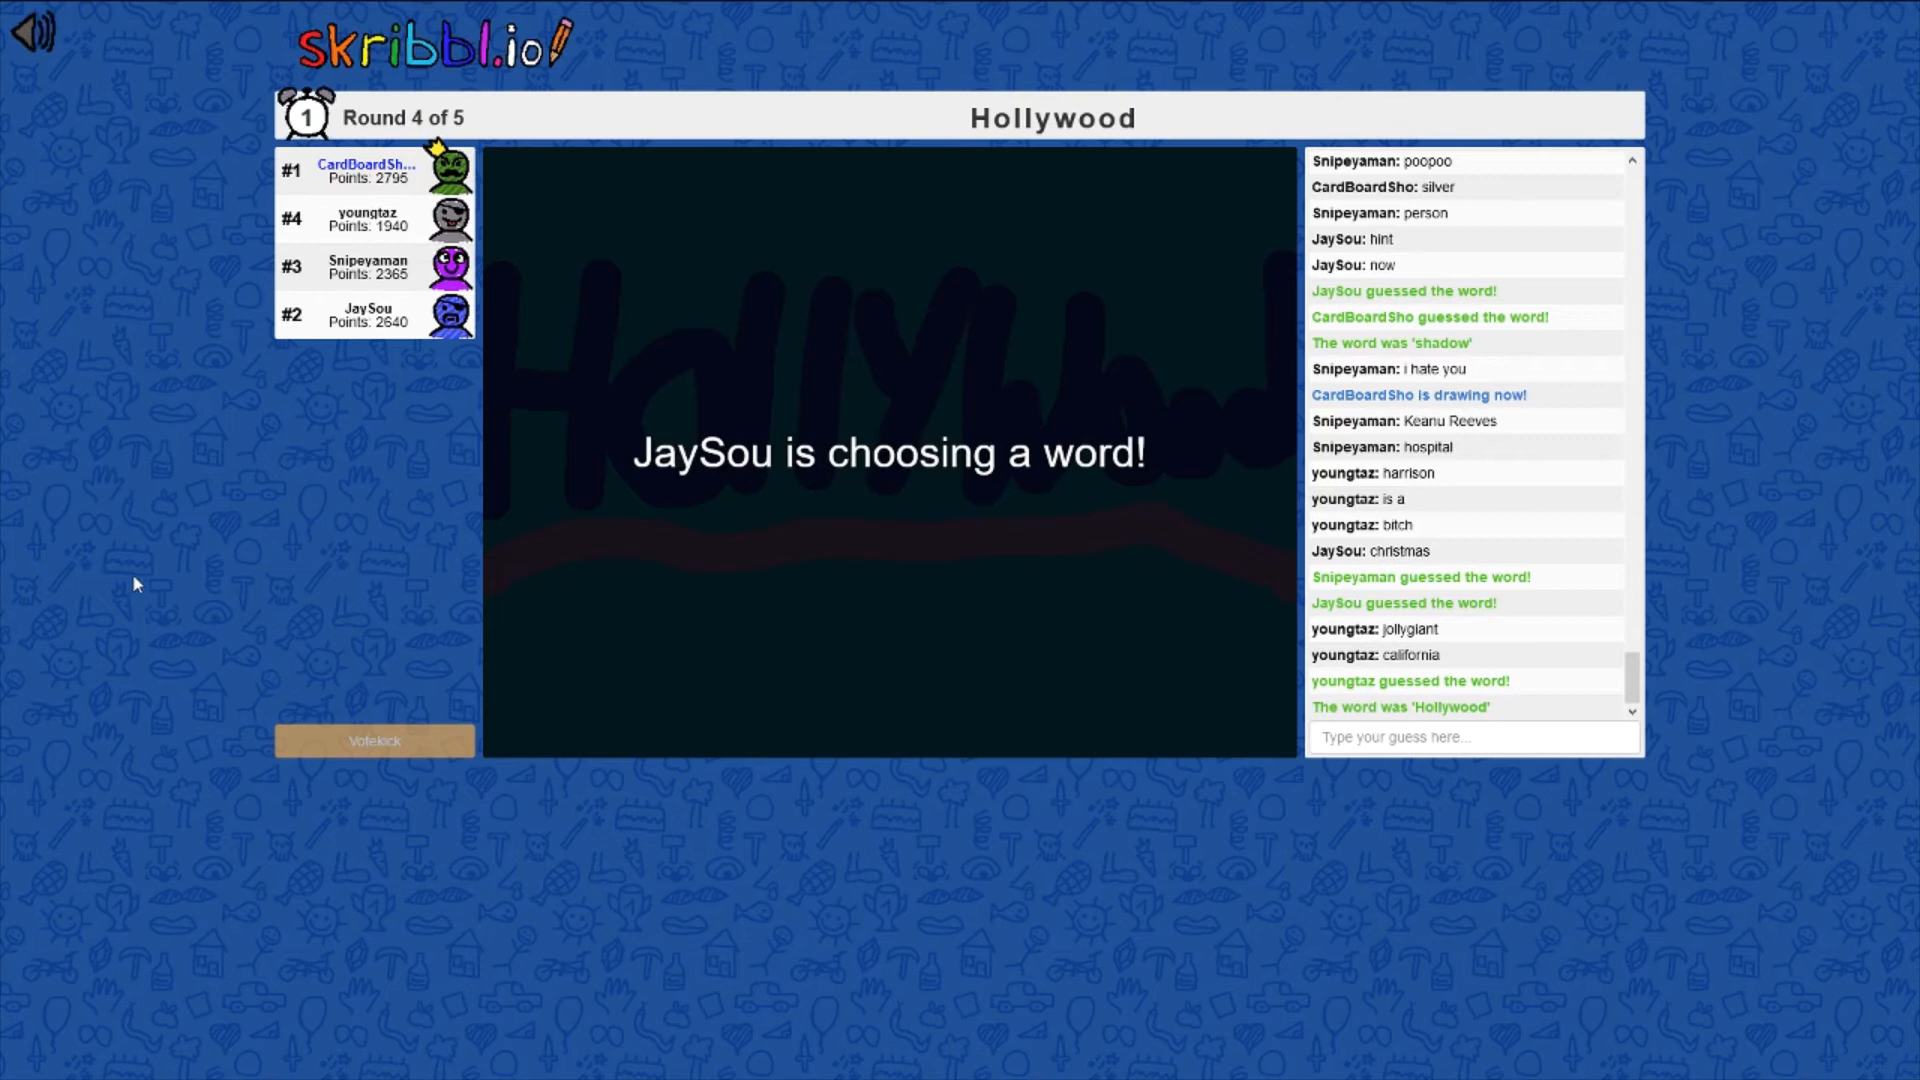 skribbl.io
1
Round 4 of 5
Hollywood
#1
CardBoardSh...
Points: 2795
#4
youngtaz
Points: 1940
#3
Snipeyaman
Points: 2365
#2
JaySou
Points: 2640
Votekick
Hollywood
JaySou is choosing a word!
Snipeyaman: poopoo
CardBoardSho: silver
Snipeyaman: person
JaySou: hint
JaySou: now
JaySou guessed the word!
CardBoardSho guessed the word!
The word was 'shadow'
Snipeyaman: i hate you
CardBoardSho is drawing now!
Snipeyaman: Keanu Reeves
Snipeyaman: hospital
youngtaz: harrison
youngtaz: is a
youngtaz: bitch
JaySou: christmas
Snipeyaman guessed the word!
JaySou guessed the word!
youngtaz: jollygiant
youngtaz: california
youngtaz guessed the word!
The word was 'Hollywood'
Type your guess here...